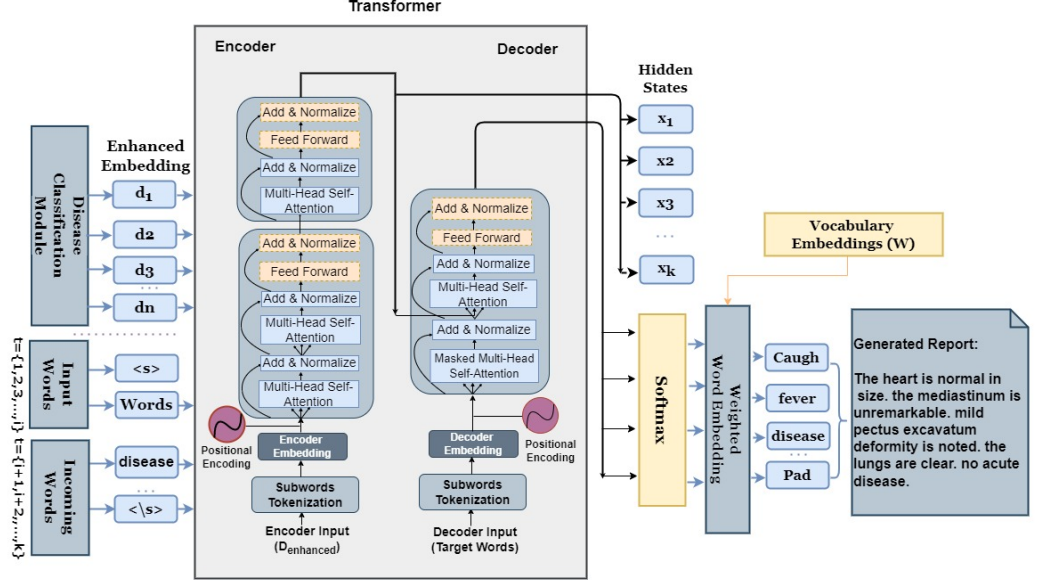 Transformer
Encoder
Decoder
Add & Normalize
Feed Forward
Add & Normalize
Multi-Head Self-
Attention
Add & Normalize
Feed Forward
Add & Normalize
Multi-Head Self-
Attention
Add & Normalize
Multi-Head Self-
Attention
Positional
Encoding
Encoder
Embedding
Subwords
Tokenization
Encoder Input
(Denhanced)
Add & Normalize
Feed Forward
Add & Normalize
Multi-Head Self-
Attention
Add & Normalize
Masked Multi-Head
Self-Attention
Positional
Encoding
Decoder
Embedding
Subwords
Tokenization
Decoder Input
(Target Words)
Disease
Classification
Module
Enhanced
Embedding
d1
d2
d3
...
dn
t={1,2,3,...,i}
Input
Words
<s>
Words
t={i+1,i+2,,...,k}
Incoming
Words
disease
...
<\s>
Hidden
States
x1
x2
x3
...
xk
Vocabulary
Embeddings (W)
Softmax
Weighted
Word Embedding
Caugh
fever
disease
...
Pad
Generated Report:
The heart is normal in
size. the mediastinum is
unremarkable. mild
pectus excavatum
deformity is noted. the
lungs are clear. no acute
disease.